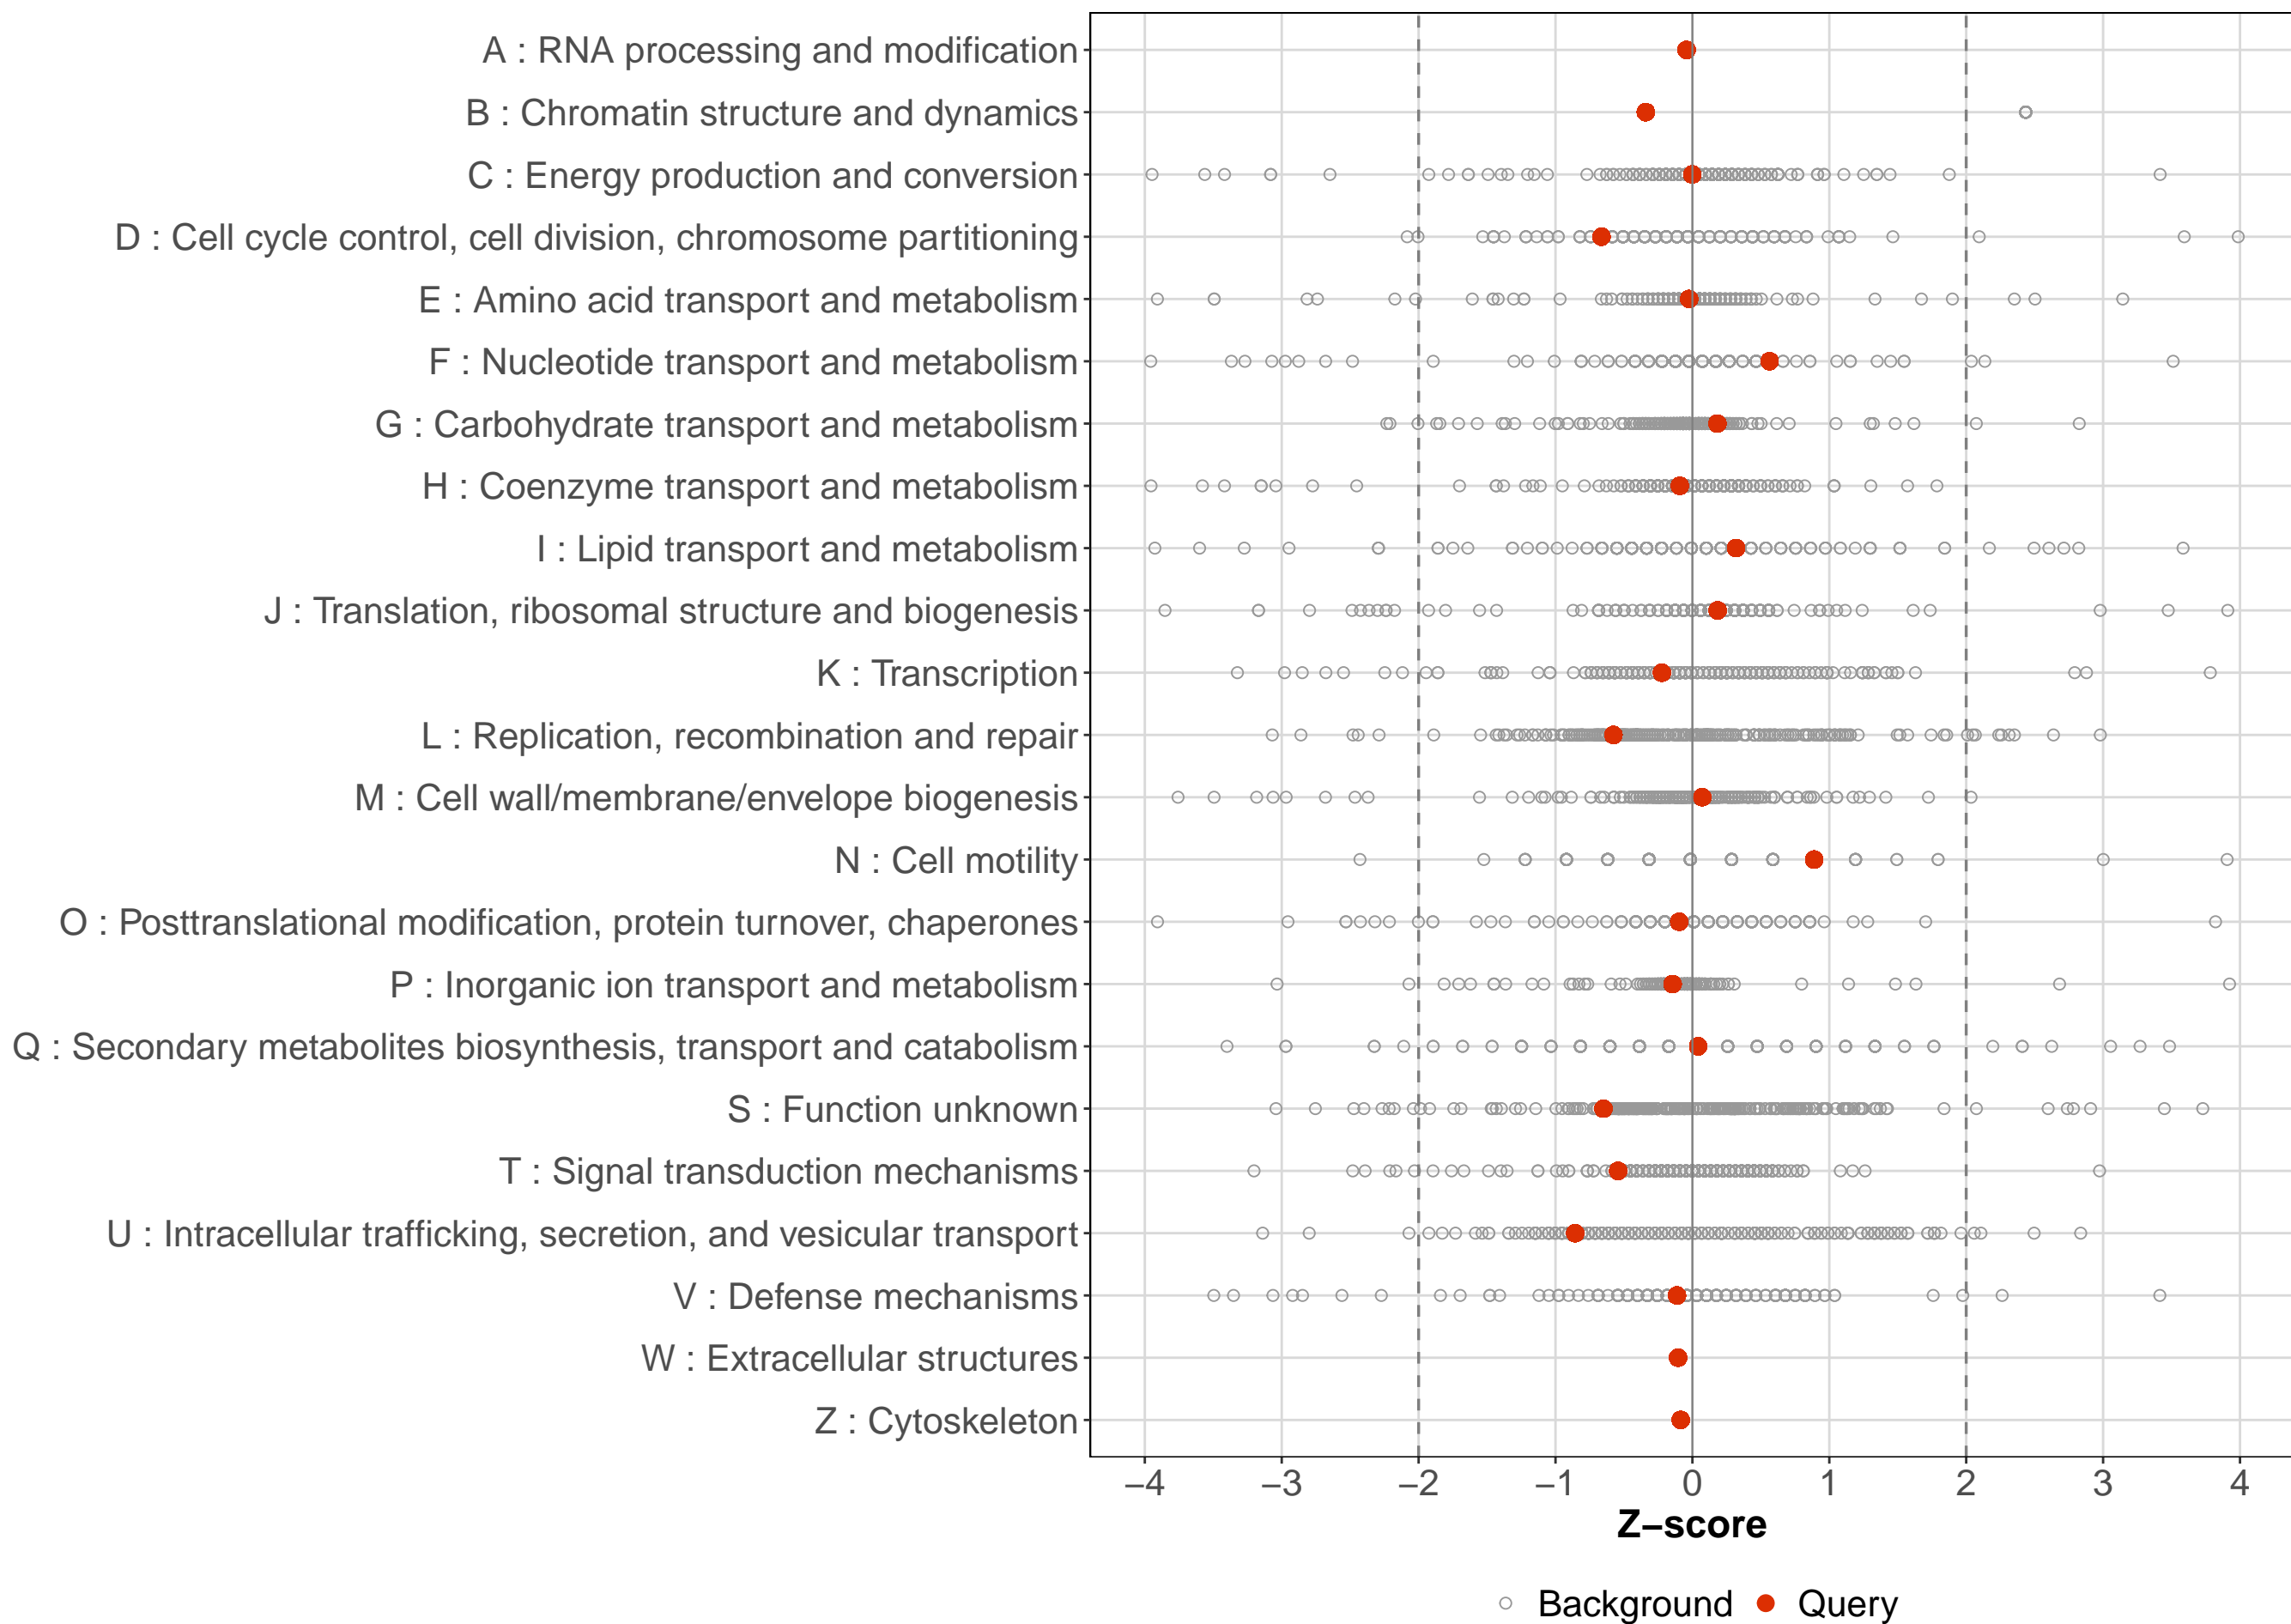 A : RNA processing and modification
B : Chromatin structure and dynamics
C : Energy production and conversion
D : Cell cycle control, cell division, chromosome partitioning
E : Amino acid transport and metabolism
F : Nucleotide transport and metabolism
G : Carbohydrate transport and metabolism
H : Coenzyme transport and metabolism
I : Lipid transport and metabolism
J : Translation, ribosomal structure and biogenesis
K : Transcription
L : Replication, recombination and repair
M : Cell wall/membrane/envelope biogenesis
N : Cell motility
O : Posttranslational modification, protein turnover, chaperones
P : Inorganic ion transport and metabolism
Q : Secondary metabolites biosynthesis, transport and catabolism
S : Function unknown
T : Signal transduction mechanisms
U : Intracellular trafficking, secretion, and vesicular transport
V : Defense mechanisms
W : Extracellular structures
Z : Cytoskeleton
−4 −3 −2 −1 0 1 2 3 4
Z−score
Background Query